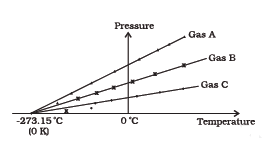 Pressure
Gas A
Gas B
Gas C
-273.15°C 0°C Temperature
(0 K)